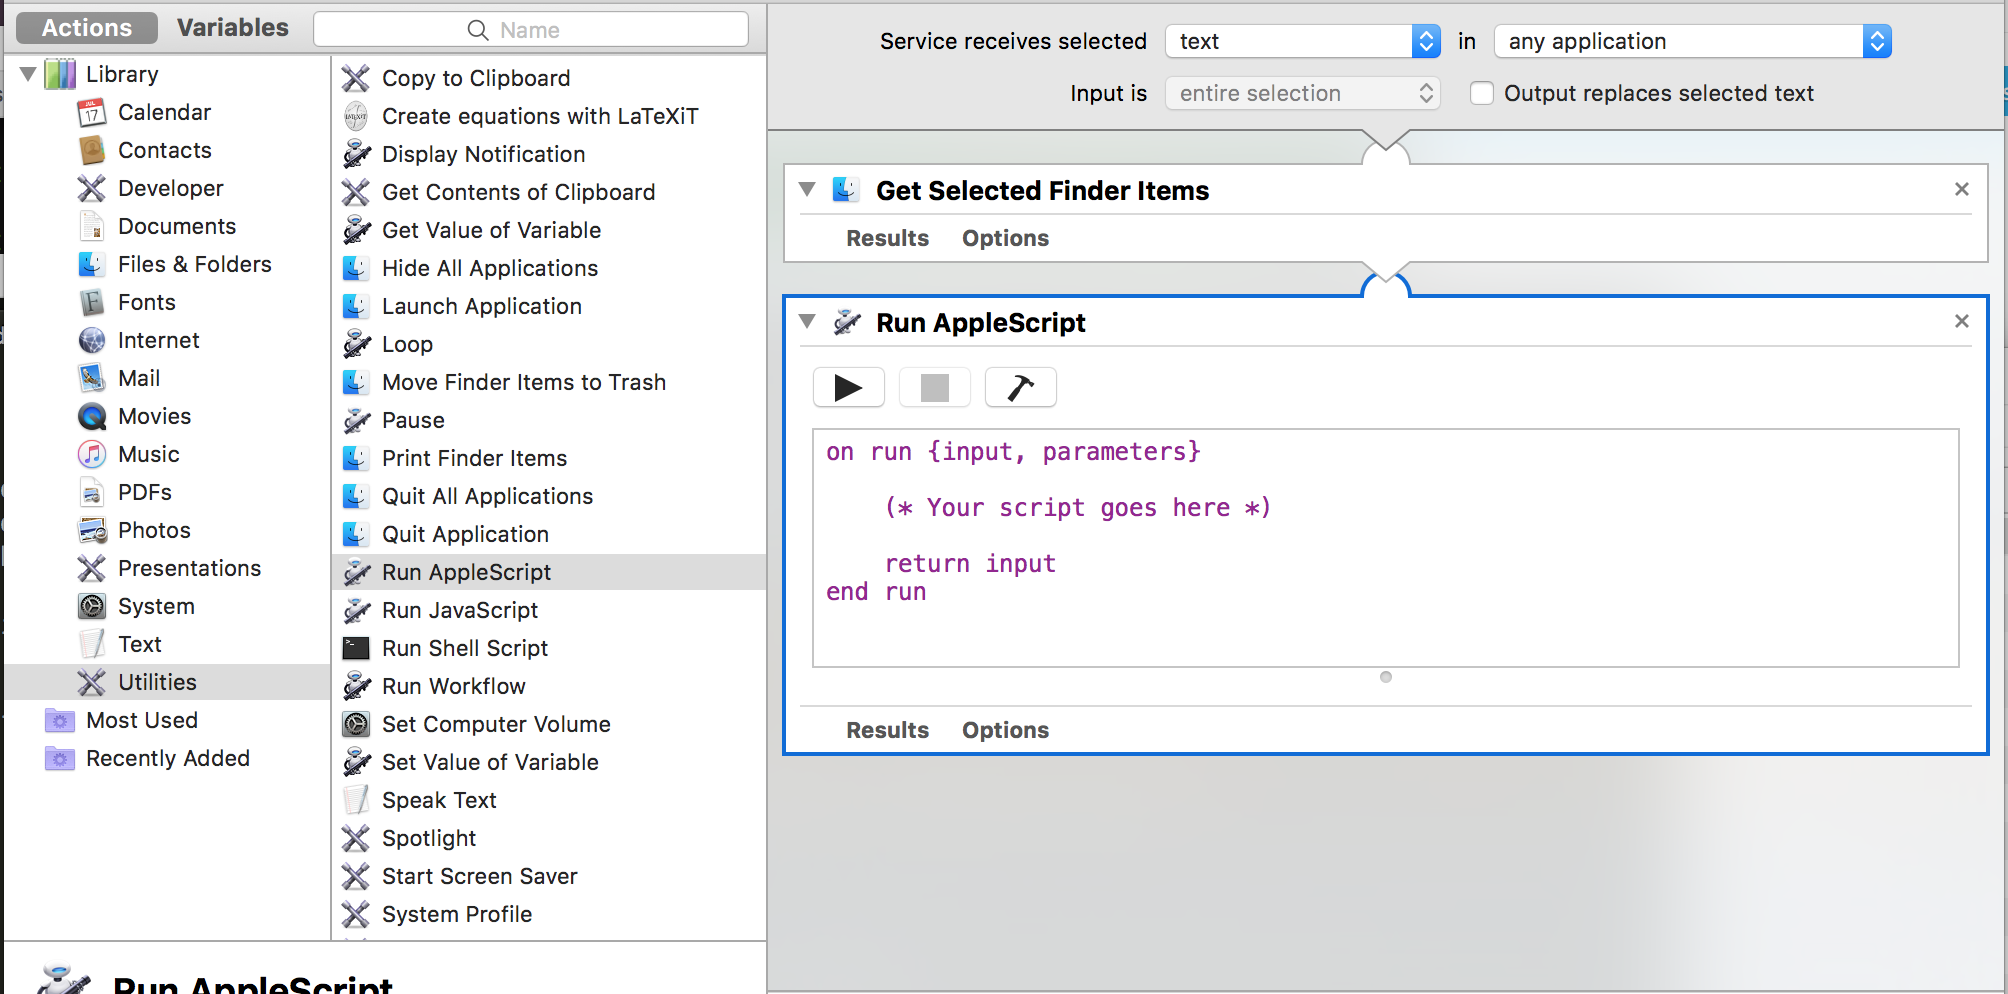 Actions Variables Name
Library
Calendar
Contacts
Developer
Documents
Files & Folders
Fonts
Internet
Mail
Movies
Music
PDFs
Photos
Presentations
System
Text
Utilities
Most Used
Recently Added
Copy to Clipboard
Create equations with LaTeXiT
Display Notification
Get Contents of Clipboard
Get Value of Variable
Hide All Applications
Launch Application
Loop
Move Finder Items to Trash
Pause
Print Finder Items
Quit All Applications
Quit Application
Run AppleScript
Run JavaScript
Run Shell Script
Run Workflow
Set Computer Volume
Set Value of Variable
Speak Text
Spotlight
Start Screen Saver
System Profile
Run AppleScript
Service receives selected text in any application
Input is entire selection Output replaces selected text
Get Selected Finder Items
Results Options
Run AppleScript
on run {input, parameters}
(* Your script goes here *)
return input
end run
Results Options